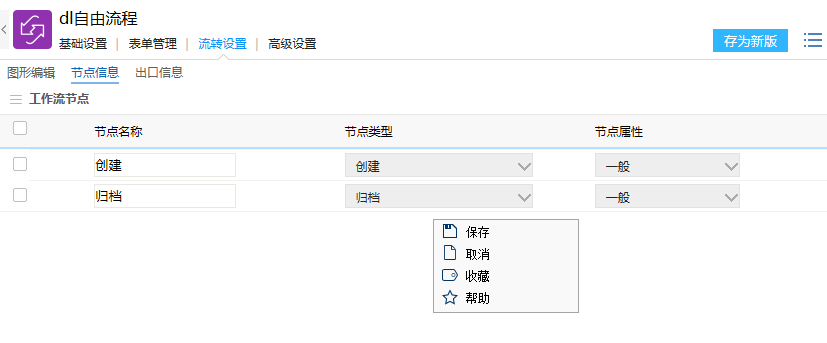 dl自由流程
基础设置 | 表单管理 | 流转设置 | 高级设置
存为新版
图形编辑 节点信息 出口信息
工作流节点
节点名称 节点类型 节点属性
创建 创建 一般
归档 归档 一般
保存
取消
收藏
帮助